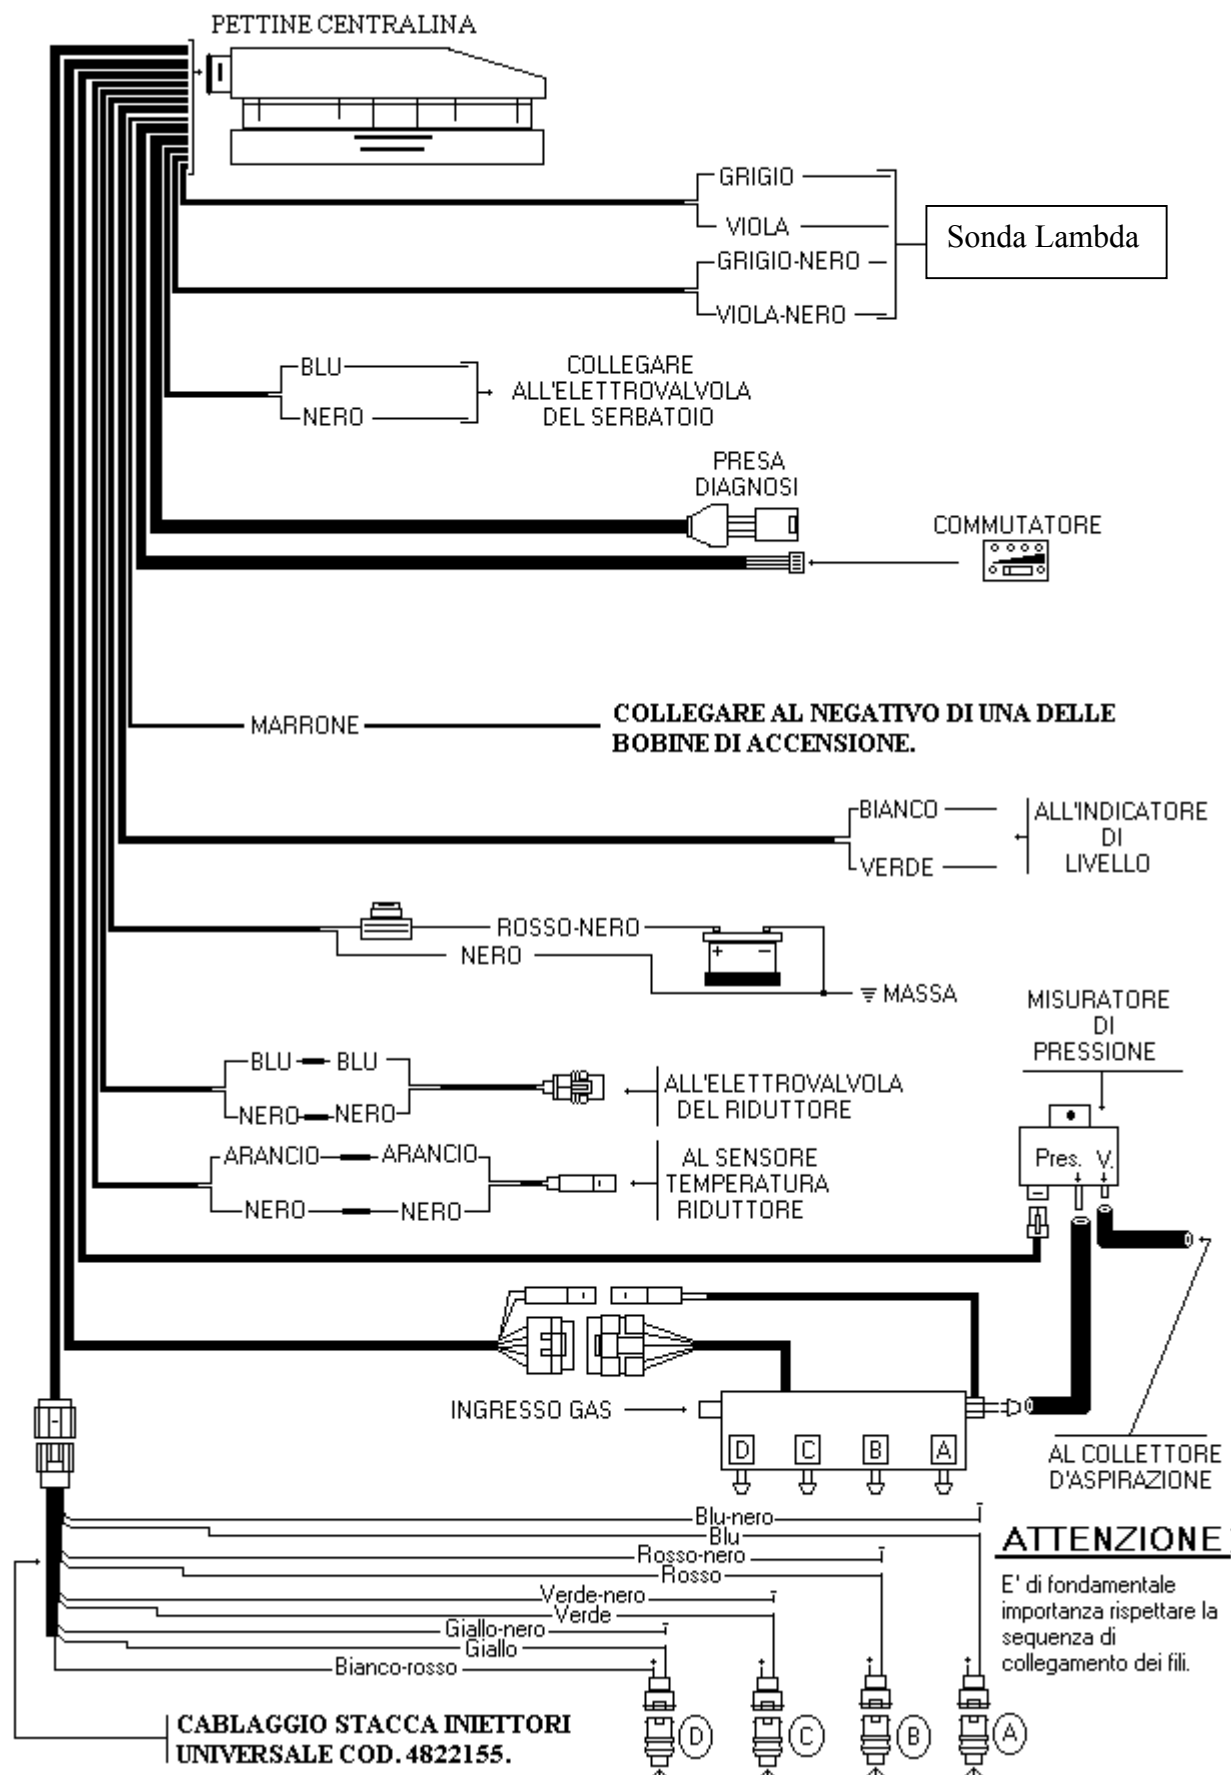 PETTINE CENTRALINA
GRIGIO
VIOLA
GRIGIO-NERO
VIOLA-NERO
Sonda Lambda
BLU
NERO
COLLEGARE
ALL'ELETTROVALVOLA
DEL SERBATOIO
PRESA
DIAGNOSI
COMMUTATORE
MARRONE
COLLEGARE AL NEGATIVO DI UNA DELLE
BOBINE DI ACCENSIONE.
BIANCO
VERDE
ALL'INDICATORE
DI
LIVELLO
ROSSO-NERO
NERO
+ −
MASSA
MISURATORE
DI
PRESSIONE
Pres. V.
BLU BLU
NERO NERO
ALL'ELETTROVALVOLA
DEL RIDUTTORE
ARANCIO ARANCIO
NERO NERO
AL SENSORE
TEMPERATURA
RIDUTTORE
INGRESSO GAS
D C B A
AL COLLETTORE
D'ASPIRAZIONE
Blu-nero
Blu
Rosso-nero
Rosso
Verde-nero
Verde
Giallo-nero
Giallo
Bianco-rosso
ATTENZIONE:
E' di fondamentale
importanza rispettare la
sequenza di
collegamento dei fili.
D C B A
CABLAGGIO STACCA INIETTORI
UNIVERSALE COD. 4822155.